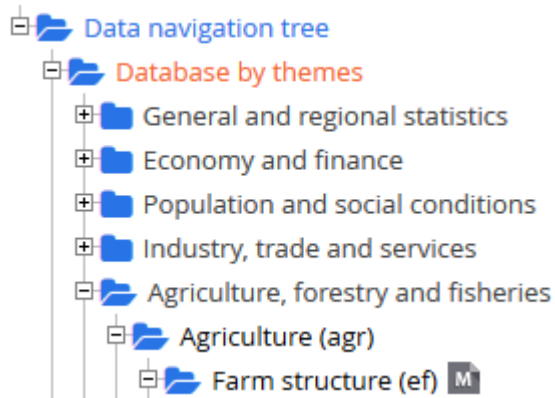 Data navigation tree
Database by themes
General and regional statistics
Economy and finance
Population and social conditions
Industry, trade and services
Agriculture, forestry and fisheries
Agriculture (agr)
Farm structure (ef) M